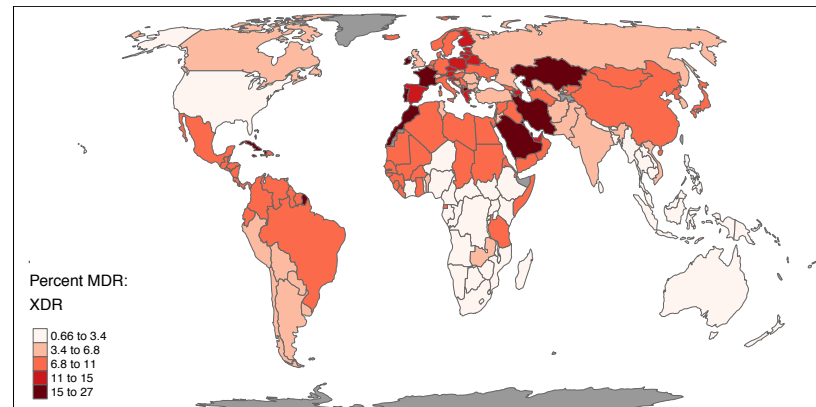 Percent MDR:
XDR
0.66 to 3.4
3.4 to 6.8
6.8 to 11
11 to 15
15 to 27